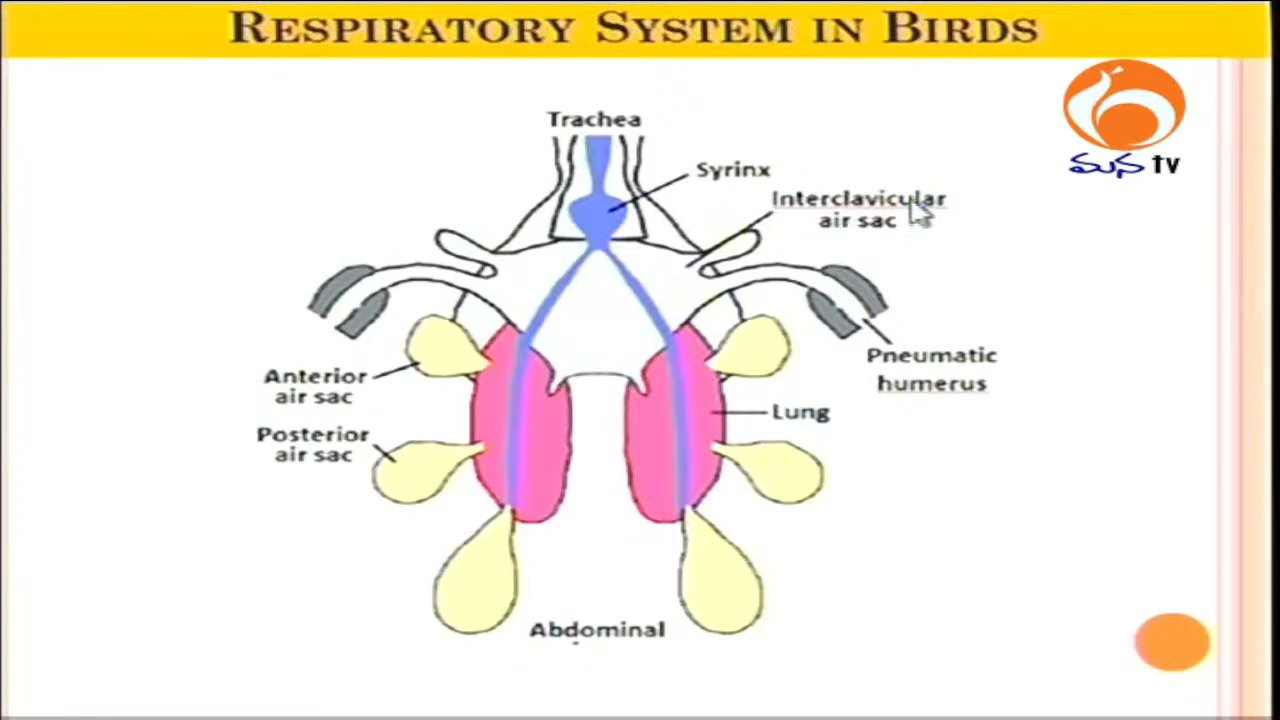 RESPIRATORY SYSTEM IN BIRDS
Trachea
Syrinx
Interclavicular
air sac
మన tv
Pneumatic
humerus
Anterior
air sac
Lung
Posterior
air sac
Abdominal